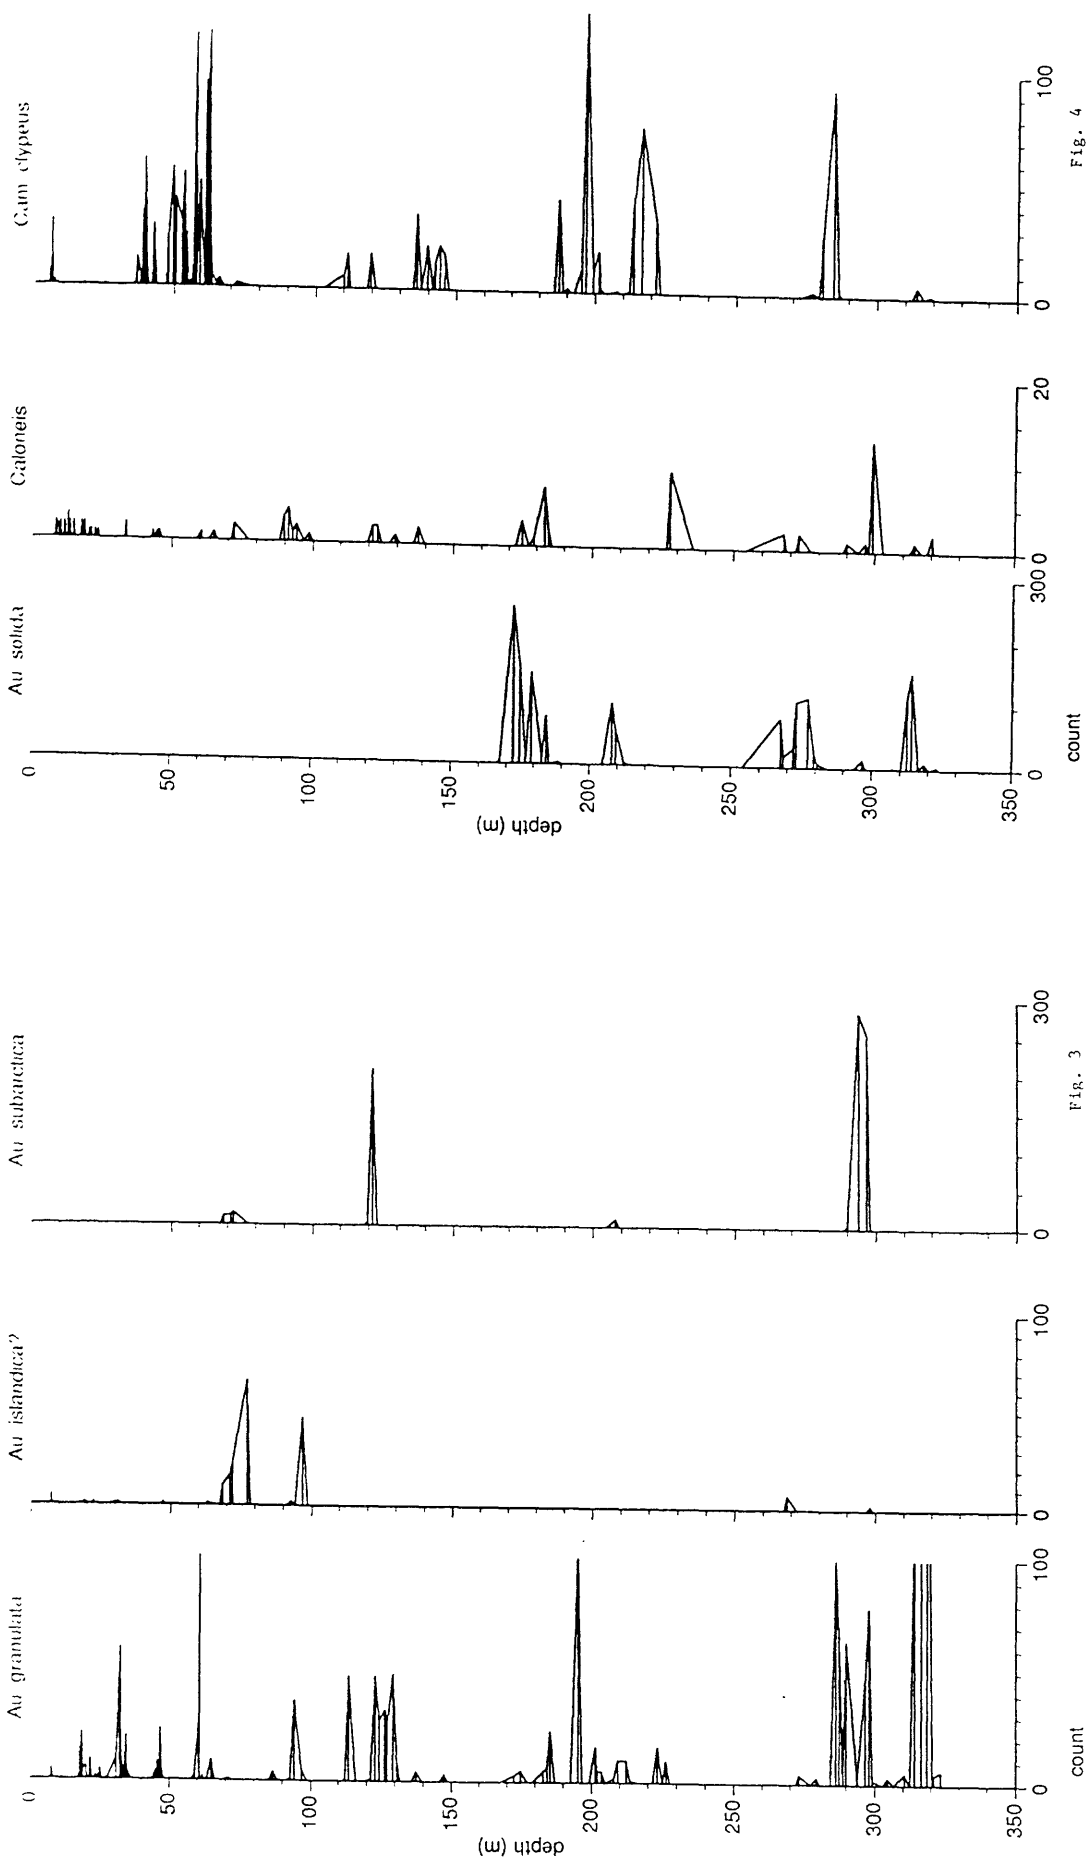 Au granulata
Au islandica?
Au subarctica
0
50
100
150
200
250
300
350
depth (m)
count
0
100
0
100
0
300
Fig. 3
Au solida
Caloneis
Cam clypeus
0
50
100
150
200
250
300
350
depth (m)
count
0
300
0
20
0
100
Fig. 4